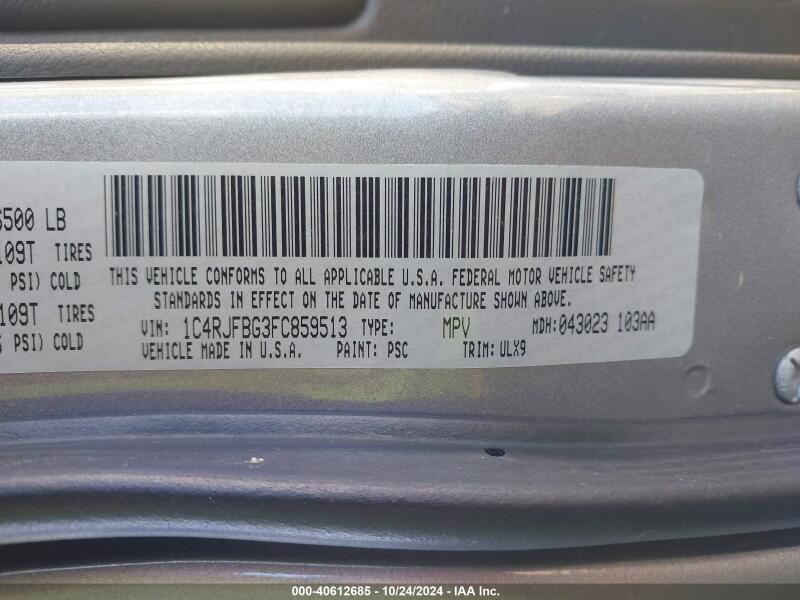 6500 LB
109T TIRES
PSI) COLD
109T TIRES
PSI) COLD
THIS VEHICLE CONFORMS TO ALL APPLICABLE U.S.A. FEDERAL MOTOR VEHICLE SAFETY
STANDARDS IN EFFECT ON THE DATE OF MANUFACTURE SHOWN ABOVE.
VIN: 1C4RJFBG3FC859513 TYPE: MPV MDH:043023 103AA
VEHICLE MADE IN U.S.A. PAINT: PSC TRIM:ULX9
000-40612685 - 10/24/2024 - IAA Inc.